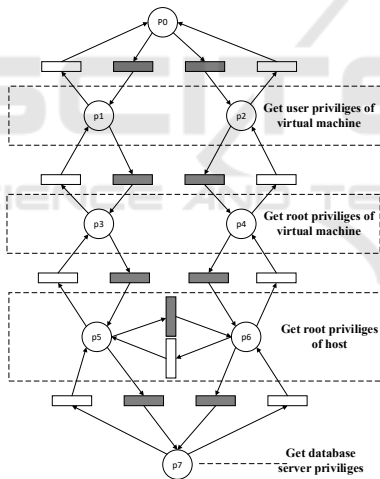 P0
p1
p2
Get user priviliges of
virtual machine
p3
p4
Get root priviliges of
virtual machine
p5
p6
Get root priviliges
of host
p7
Get database
server priviliges